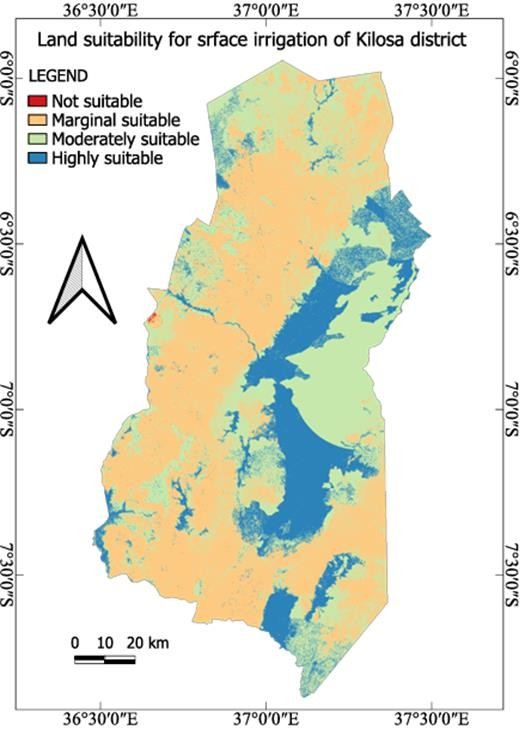 36°30'0"E 37°0'0"E 37°30'0"E
Land suitability for srface irrigation of Kilosa district
LEGEND
Not suitable
Marginal suitable
Moderately suitable
Highly suitable
6°0'0"S 6°0'0"S
6°30'0"S 6°30'0"S
7°0'0"S 7°0'0"S
7°30'0"S 7°30'0"S
0 10 20 km
36°30'0"E 37°0'0"E 37°30'0"E